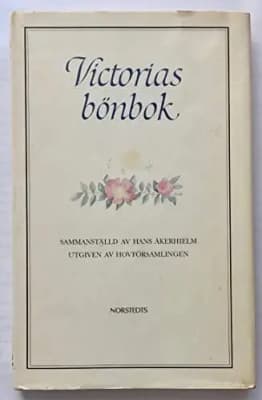 Victorias
bönbok
SAMMANSTÄLLD AV HANS ÅKERHIELM
UTGIVEN AV HOVFÖRSAMLINGEN
NORSTEDTS